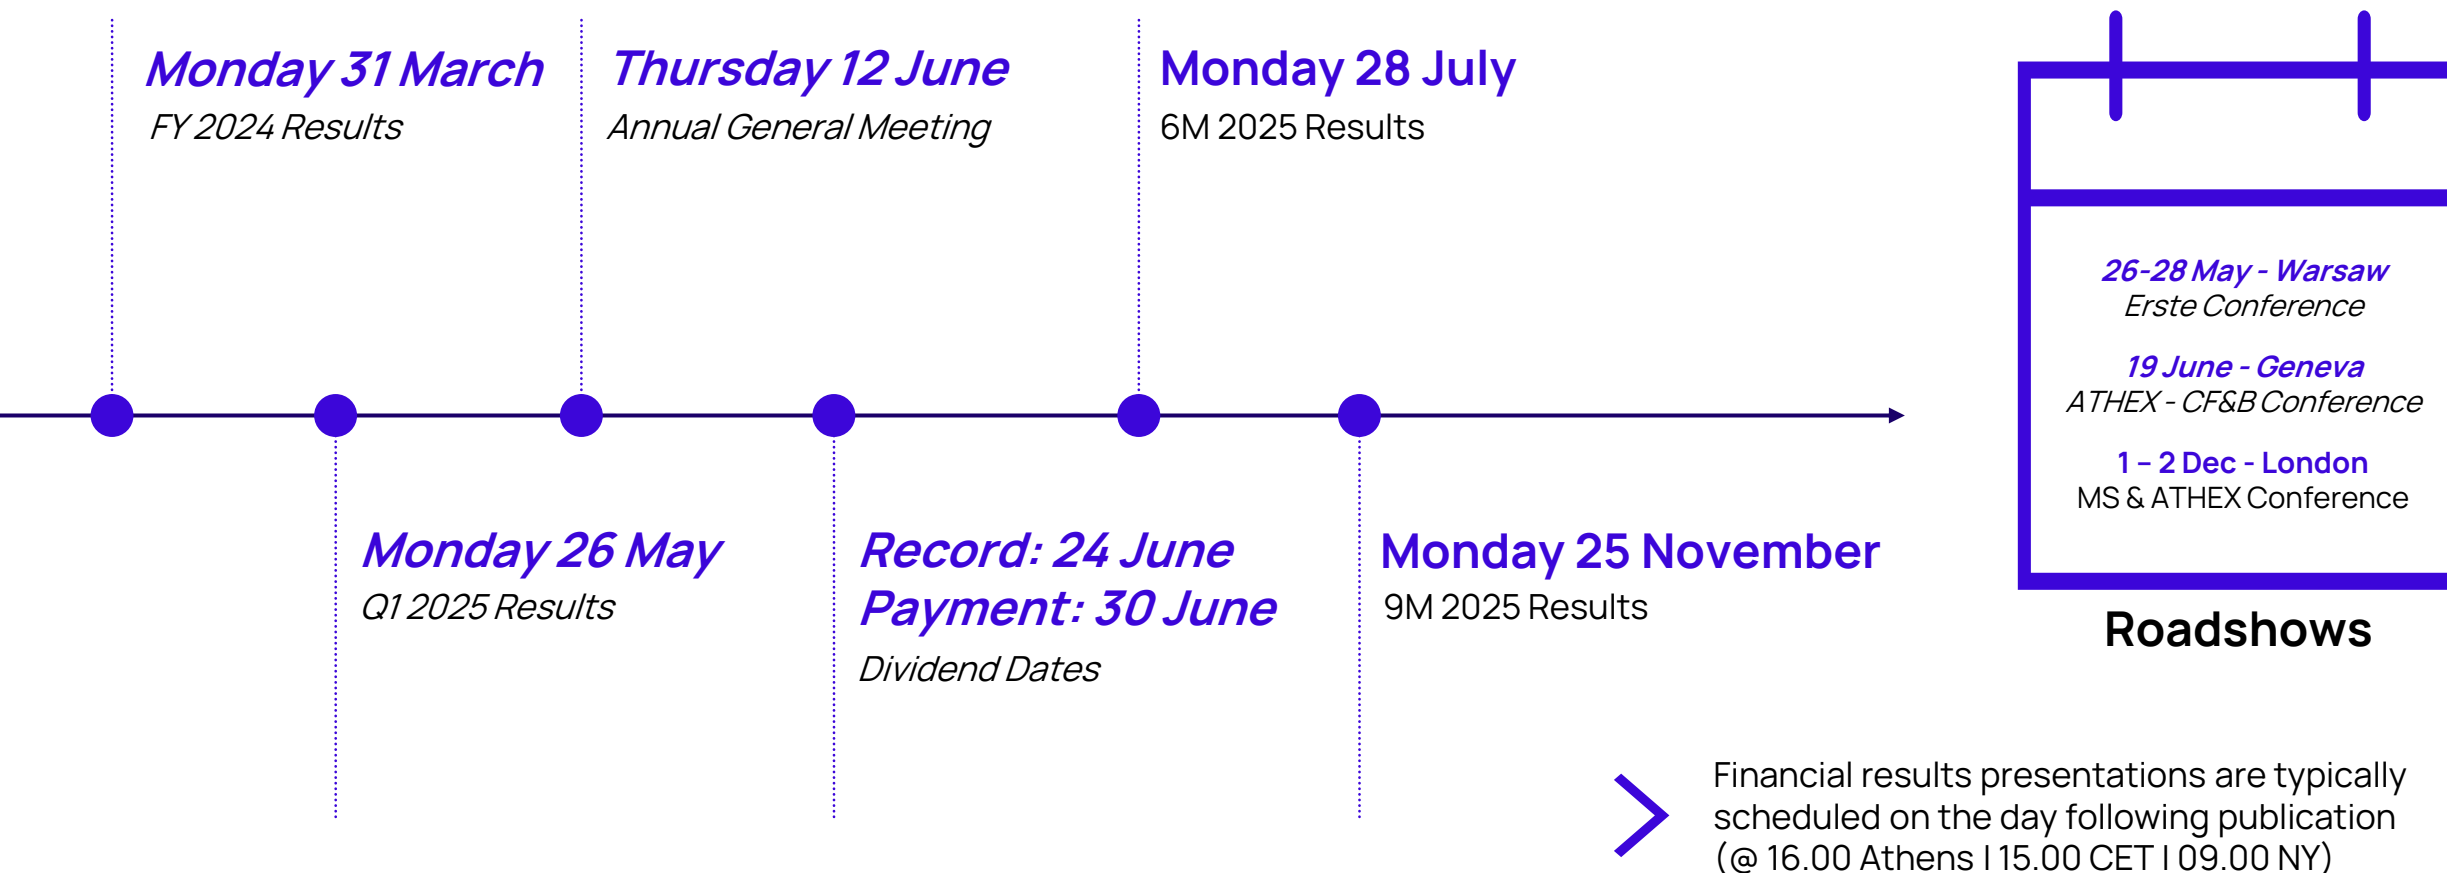 Monday 31 March
FY 2024 Results
Thursday 12 June
Annual General Meeting
Monday 28 July
6M 2025 Results
Monday 26 May
Q1 2025 Results
Record: 24 June
Payment: 30 June
Dividend Dates
Monday 25 November
9M 2025 Results
26-28 May - Warsaw
Erste Conference
19 June - Geneva
ATHEX - CF&B Conference
1 – 2 Dec - London
MS & ATHEX Conference
Roadshows
Financial results presentations are typically
scheduled on the day following publication
(@ 16.00 Athens I 15.00 CET I 09.00 NY)